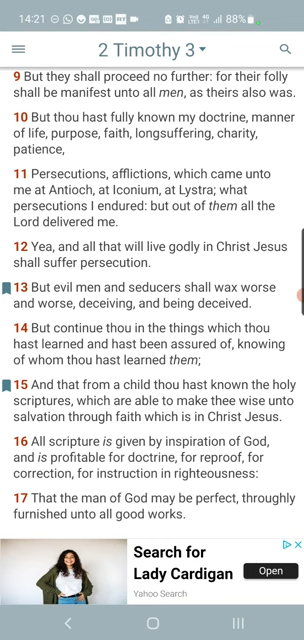 14:21 88%
2 Timothy 3
9 But they shall proceed no further: for their folly
shall be manifest unto all men, as theirs also was.
10 But thou hast fully known my doctrine, manner
of life, purpose, faith, longsuffering, charity,
patience,
11 Persecutions, afflictions, which came unto
me at Antioch, at Iconium, at Lystra; what
persecutions I endured: but out of them all the
Lord delivered me.
12 Yea, and all that will live godly in Christ Jesus
shall suffer persecution.
13 But evil men and seducers shall wax worse
and worse, deceiving, and being deceived.
14 But continue thou in the things which thou
hast learned and hast been assured of, knowing
of whom thou hast learned them;
15 And that from a child thou hast known the holy
scriptures, which are able to make thee wise unto
salvation through faith which is in Christ Jesus.
16 All scripture is given by inspiration of God,
and is profitable for doctrine, for reproof, for
correction, for instruction in righteousness:
17 That the man of God may be perfect, throughly
furnished unto all good works.
Search for
Lady Cardigan
Yahoo Search
Open